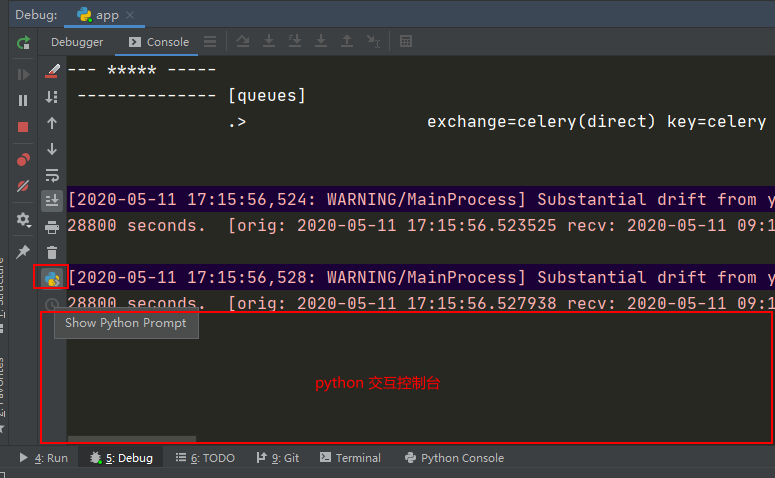 Debug: app
Debugger Console
--- ***** -----
-------------- [queues]
.> exchange=celery(direct) key=celery
[2020-05-11 17:15:56,524: WARNING/MainProcess] Substantial drift from y
28800 seconds. [orig: 2020-05-11 17:15:56.523525 recv: 2020-05-11 09:1
[2020-05-11 17:15:56,528: WARNING/MainProcess] Substantial drift from y
28800 seconds. [orig: 2020-05-11 17:15:56.527938 recv: 2020-05-11 09:1
Show Python Prompt
python 交互控制台
4: Run 5: Debug 6: TODO 9: Git Terminal Python Console